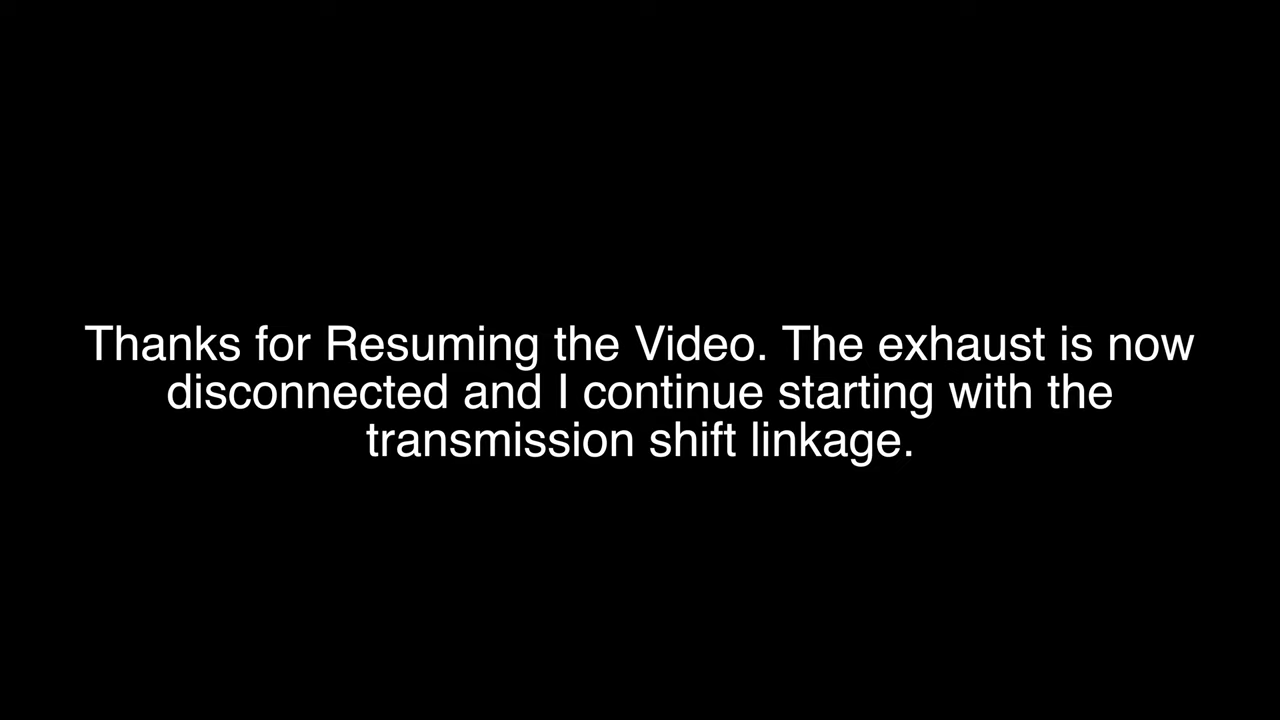 Thanks for Resuming the Video. The exhaust is now
disconnected and I continue starting with the
transmission shift linkage.